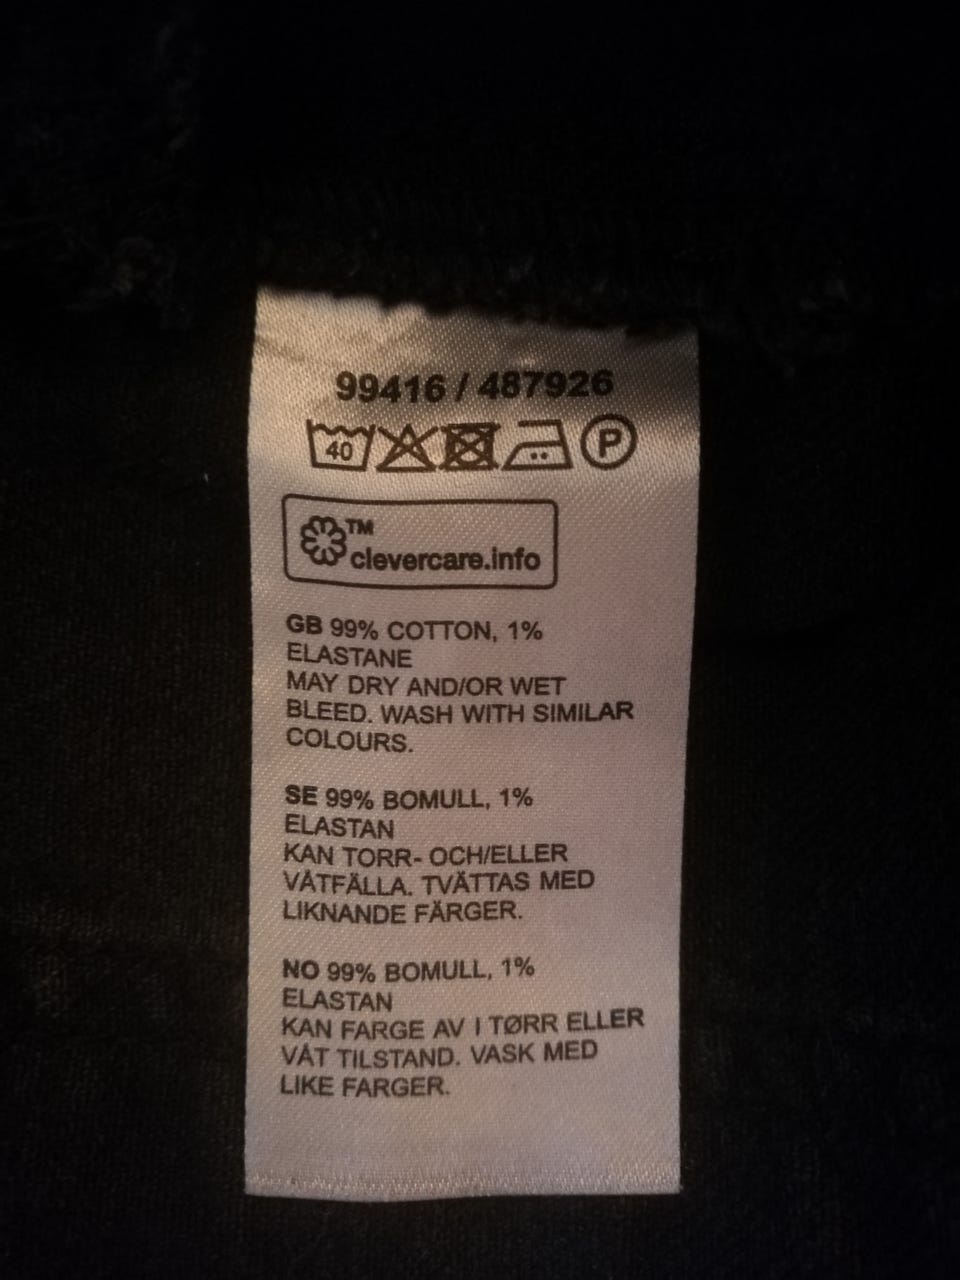 99416 / 487926
40 P
TM
clevercare.info
GB 99% COTTON, 1%
ELASTANE
MAY DRY AND/OR WET
BLEED. WASH WITH SIMILAR
COLOURS.
SE 99% BOMULL, 1%
ELASTAN
KAN TORR- OCH/ELLER
VÅTFÄLLA. TVÄTTAS MED
LIKNANDE FÄRGER.
NO 99% BOMULL, 1%
ELASTAN
KAN FARGE AV I TØRR ELLER
VÅT TILSTAND. VASK MED
LIKE FARGER.